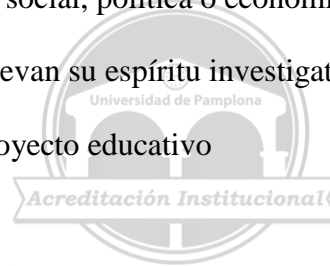 social, política o económi
evan su espíritu investigat
Universidad de Pamplona
oyecto educativo
Acreditación Institucional